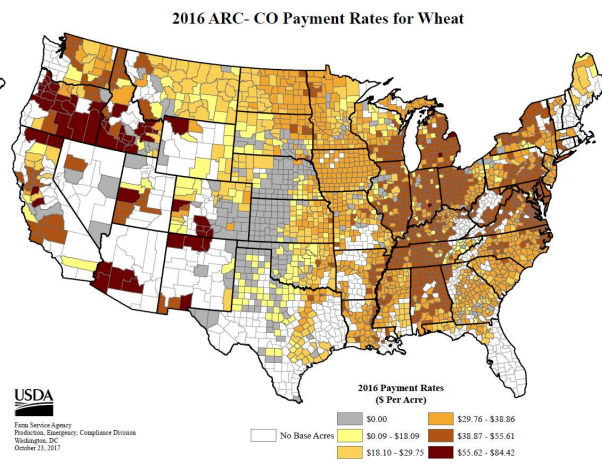 2016 ARC- CO Payment Rates for Wheat
USDA
Farm Service Agency
Production, Emergency, Compliance Division
Washington, DC
October 23, 2017
2016 Payment Rates
($ Per Acre)
No Base Acres
$0.00
$0.09 - $18.09
$18.10 - $29.75
$29.76 - $38.86
$38.87 - $55.61
$55.62 - $84.42